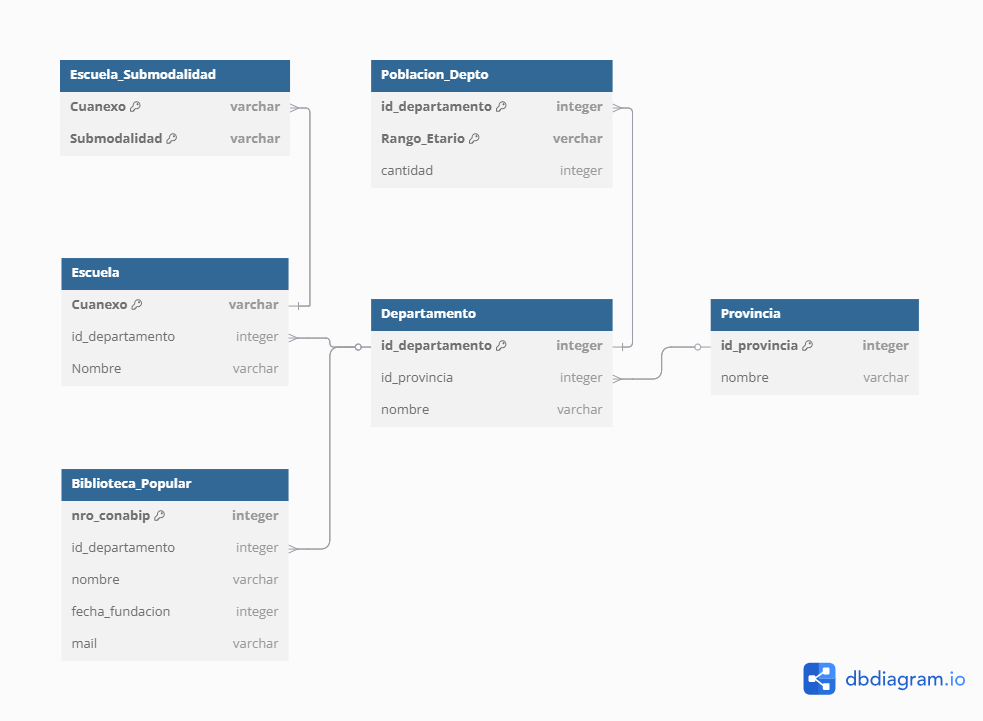 Escuela_Submodalidad
Cuanexo varchar
Submodalidad varchar
Poblacion_Depto
id_departamento integer
Rango_Etario verchar
cantidad integer
Escuela
Cuanexo varchar
id_departamento integer
Nombre varchar
Departamento
id_departamento integer
id_provincia integer
nombre varchar
Provincia
id_provincia integer
nombre varchar
Biblioteca_Popular
nro_conabip integer
id_departamento integer
nombre varchar
fecha_fundacion integer
mail varchar
dbdiagram.io